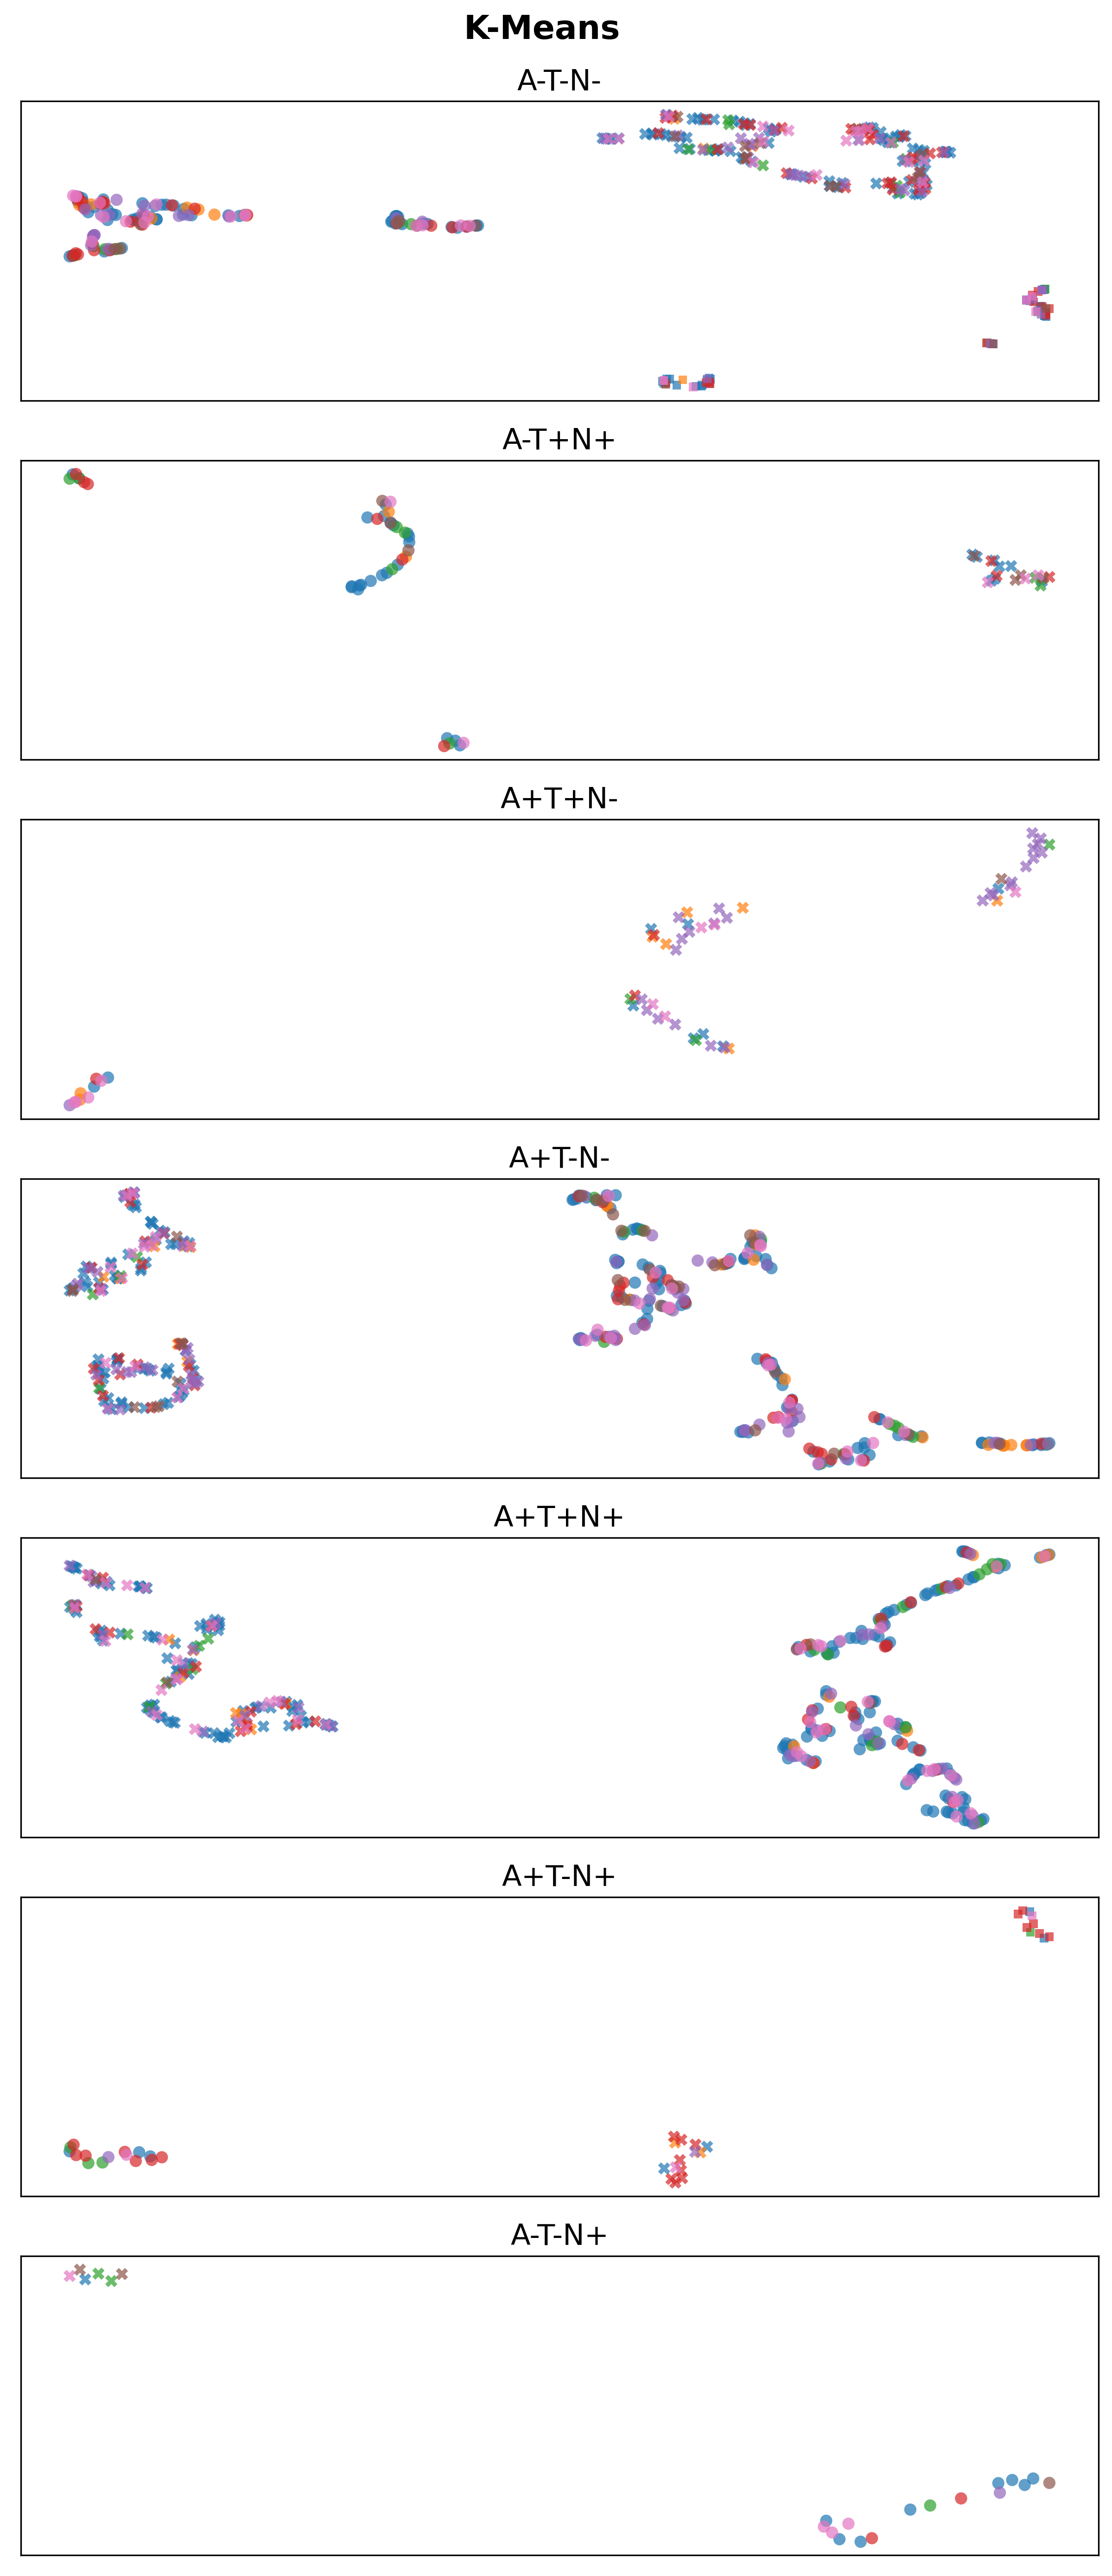 K-Means
A-T-N-
A-T+N+
A+T+N-
A+T-N-
A+T+N+
A+T-N+
A-T-N+